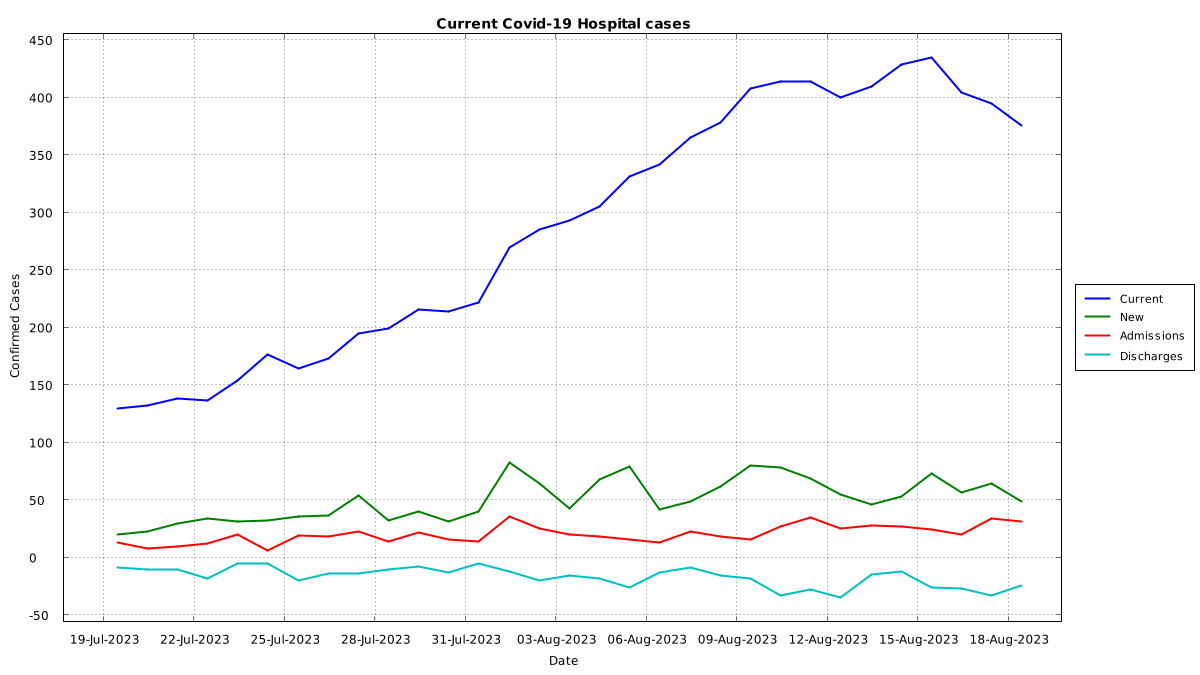 Current Covid-19 Hospital cases
450
400
350
300
250
200
150
100
50
0
-50
Confirmed Cases
19-Jul-2023 22-Jul-2023 25-Jul-2023 28-Jul-2023 31-Jul-2023 03-Aug-2023 06-Aug-2023 09-Aug-2023 12-Aug-2023 15-Aug-2023 18-Aug-2023
Date
Current
New
Admissions
Discharges